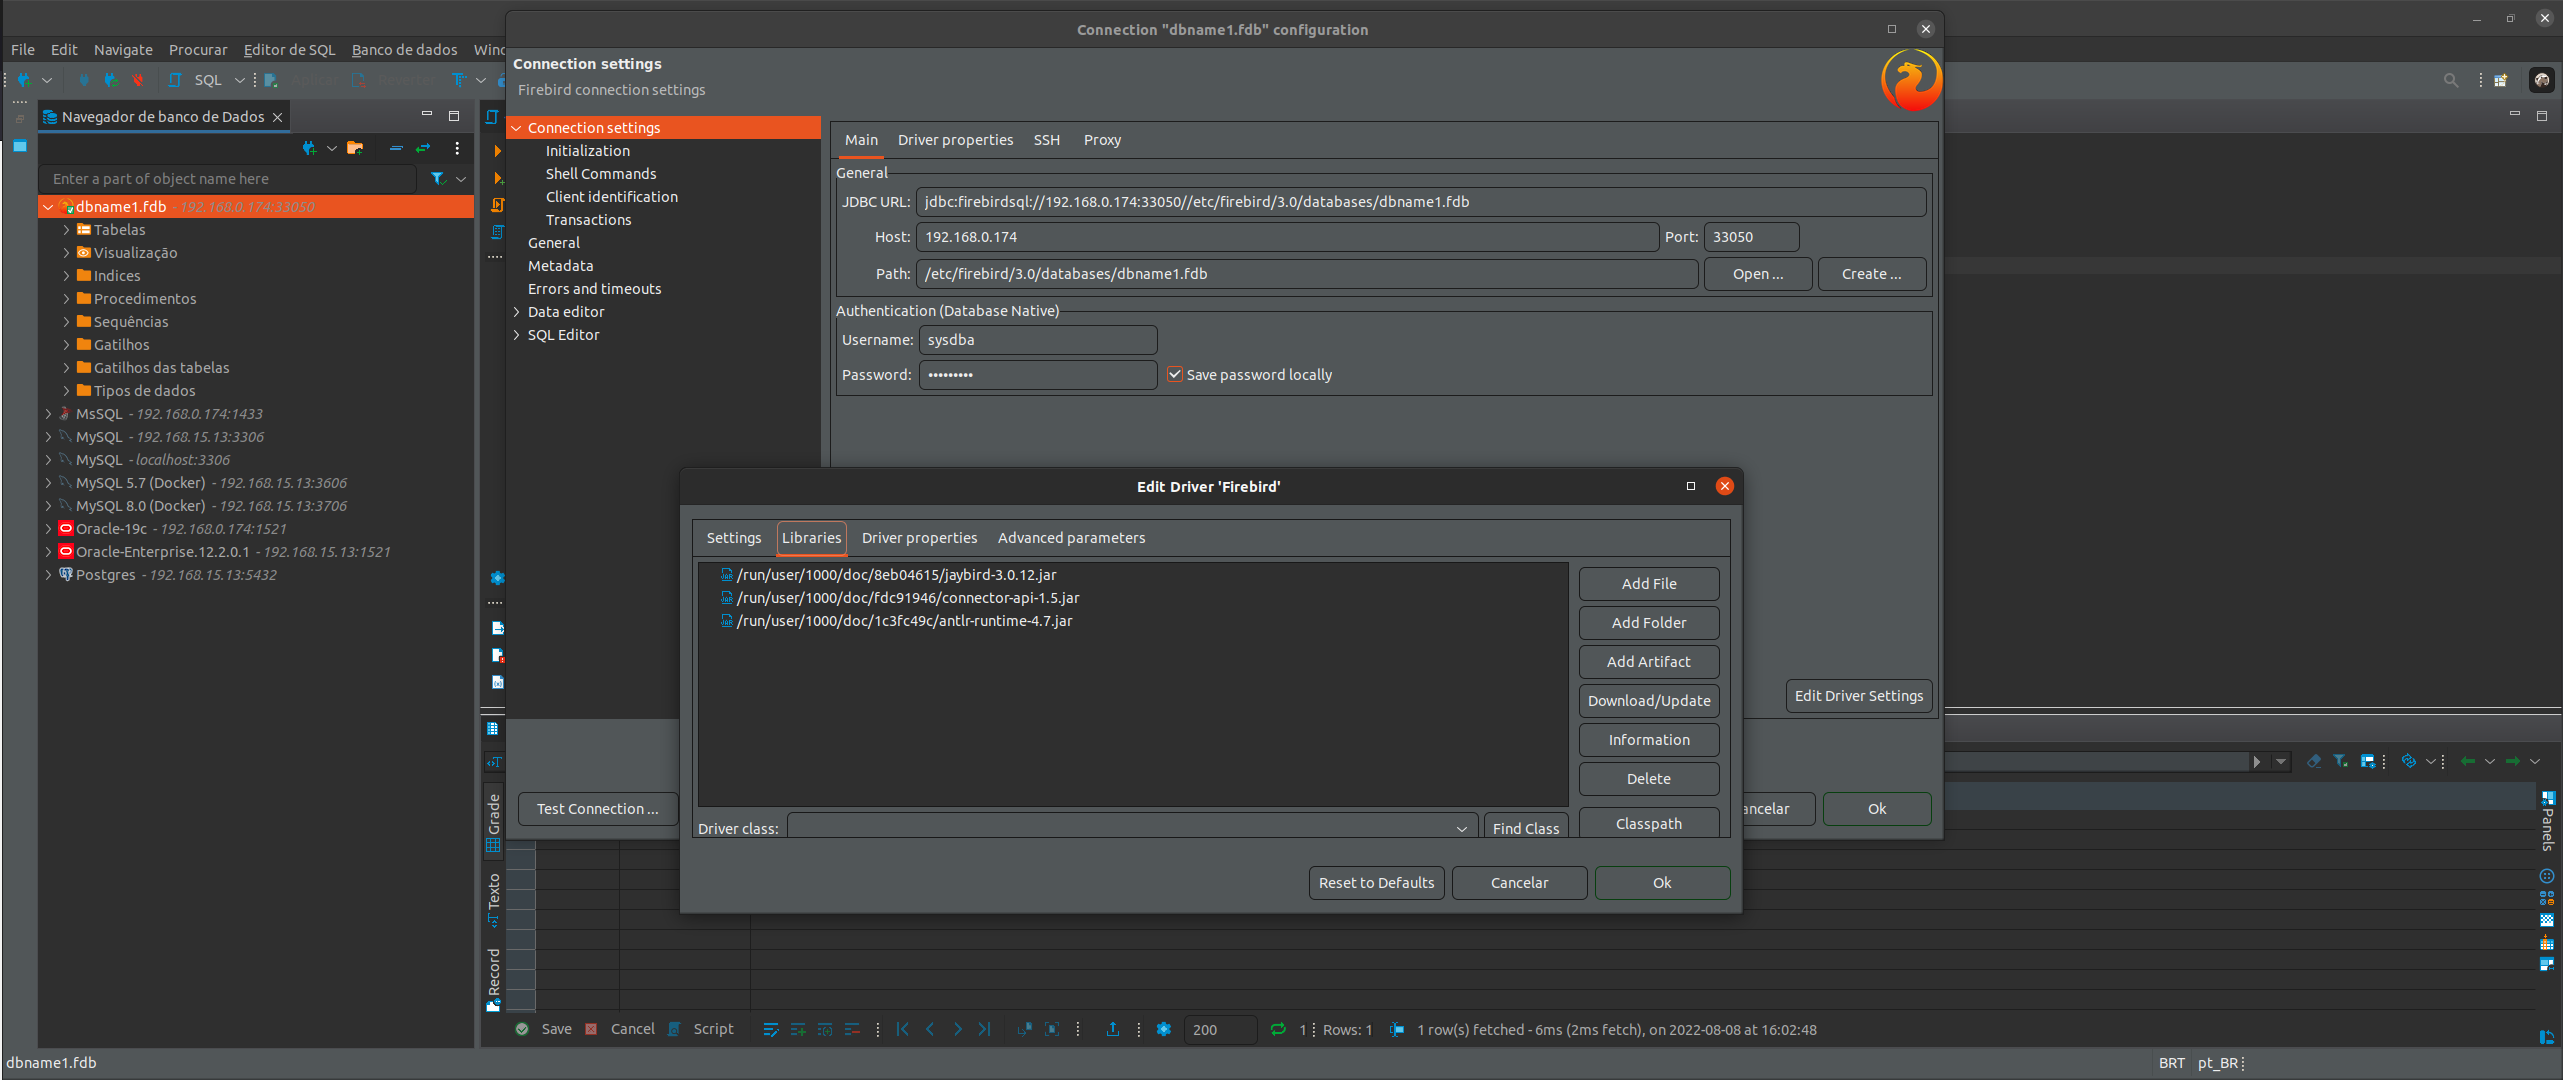 Connection "dbname1.fdb" configuration
File Edit Navigate Procurar Editor de SQL Banco de dados Wind
Connection settings
Firebird connection settings
SQL
Navegador de banco de Dados
Enter a part of object name here
dbname1.fdb - 192.168.0.174:33050
Tabelas
Visualização
Indices
Procedimentos
Sequências
Gatilhos
Gatilhos das tabelas
Tipos de dados
MsSQL - 192.168.0.174:1433
MySQL - 192.168.15.13:3306
MySQL - localhost:3306
MySQL 5.7 (Docker) - 192.168.15.13:3606
MySQL 8.0 (Docker) - 192.168.15.13:3706
Oracle-19c - 192.168.0.174:1521
Oracle-Enterprise.12.2.0.1 - 192.168.15.13:1521
Postgres - 192.168.15.13:5432
Connection settings
Initialization
Shell Commands
Client identification
Transactions
General
Metadata
Errors and timeouts
Data editor
SQL Editor
Main Driver properties SSH Proxy
General
JDBC URL: jdbc:firebirdsql://192.168.0.174:33050//etc/firebird/3.0/databases/dbname1.fdb
Host: 192.168.0.174 Port: 33050
Path: /etc/firebird/3.0/databases/dbname1.fdb Open ... Create ...
Authentication (Database Native)
Username: sysdba
Password: ••••••••• Save password locally
Edit Driver Settings
Test Connection ... ancelar Ok
Edit Driver 'Firebird'
Settings Libraries Driver properties Advanced parameters
/run/user/1000/doc/8eb04615/jaybird-3.0.12.jar
/run/user/1000/doc/fdc91946/connector-api-1.5.jar
/run/user/1000/doc/1c3fc49c/antlr-runtime-4.7.jar
Add File
Add Folder
Add Artifact
Download/Update
Information
Delete
Classpath
Driver class: Find Class
Reset to Defaults Cancelar Ok
Grade
Texto
Record
Panels
Save Cancel Script 200 1 Rows: 1 1 row(s) fetched - 6ms (2ms fetch), on 2022-08-08 at 16:02:48
dbname1.fdb BRT pt_BR